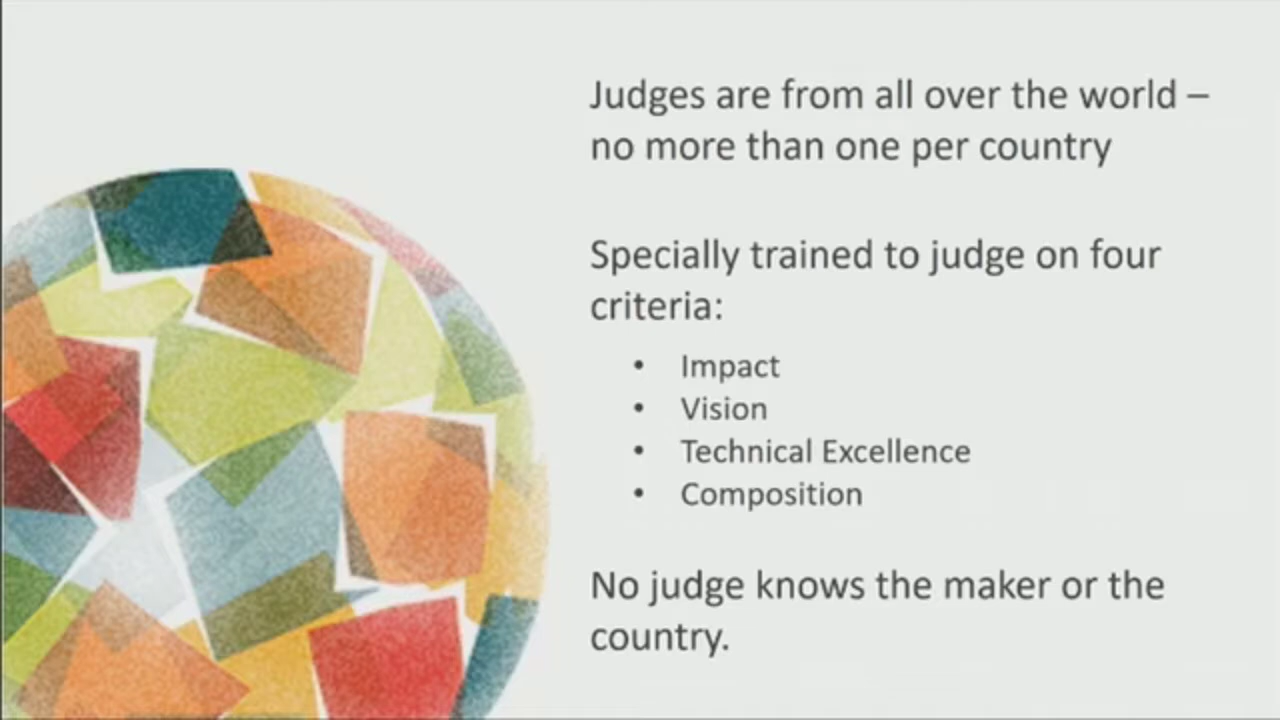 Judges are from all over the world –
no more than one per country
Specially trained to judge on four
criteria:
• Impact
• Vision
• Technical Excellence
• Composition
No judge knows the maker or the
country.